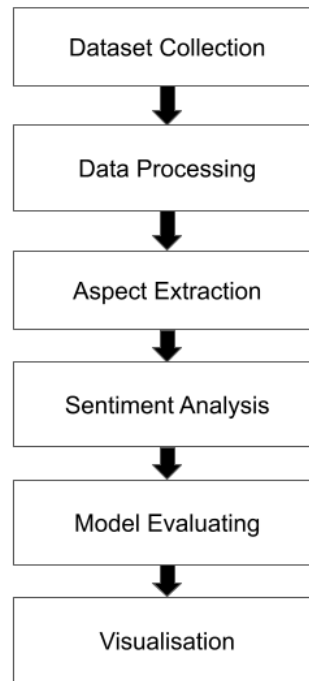 Dataset Collection
Data Processing
Aspect Extraction
Sentiment Analysis
Model Evaluating
Visualisation